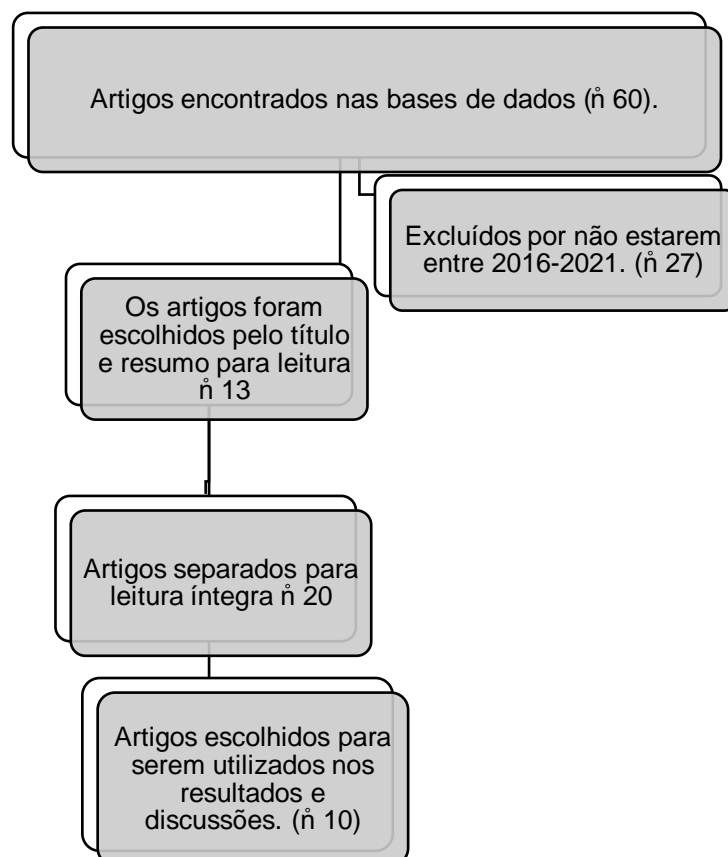 Artigos encontrados nas bases de dados (n̊ 60).
Excluídos por não estarem
entre 2016-2021. (n̊ 27)
Os artigos foram
escolhidos pelo título
e resumo para leitura
n̊ 13
Artigos separados para
leitura íntegra n̊ 20
Artigos escolhidos para
serem utilizados nos
resultados e
discussões. (n̊ 10)